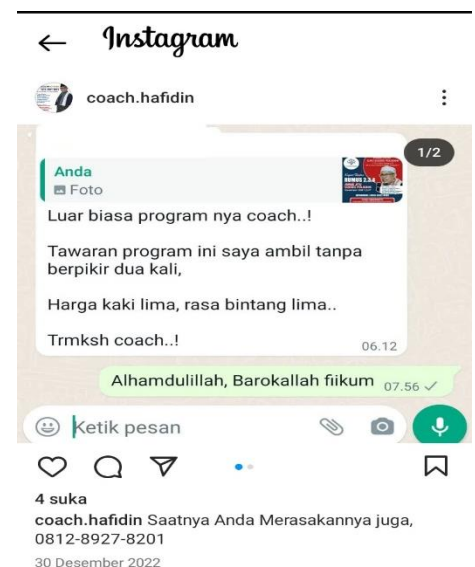 Instagram
coach.hafidin
1/2
Anda
Foto
Luar biasa program nya coach..!
Tawaran program ini saya ambil tanpa
berpikir dua kali,
Harga kaki lima, rasa bintang lima..
Trmksh coach..!
06.12
Alhamdulillah, Barokallah fiikum 07.56
Ketik pesan
4 suka
coach.hafidin Saatnya Anda Merasakannya juga,
0812-8927-8201
30 Desember 2022